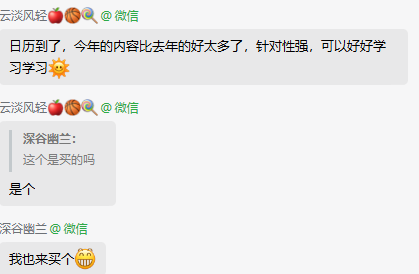 云淡风轻🍎🏀🍭@微信
日历到了，今年的内容比去年的好太多了，针对性强，可以好好学
习学习🌞
云淡风轻🍎🏀🍭@微信
深谷幽兰：
这个是买的吗
是个
深谷幽兰@微信
我也来买个😁